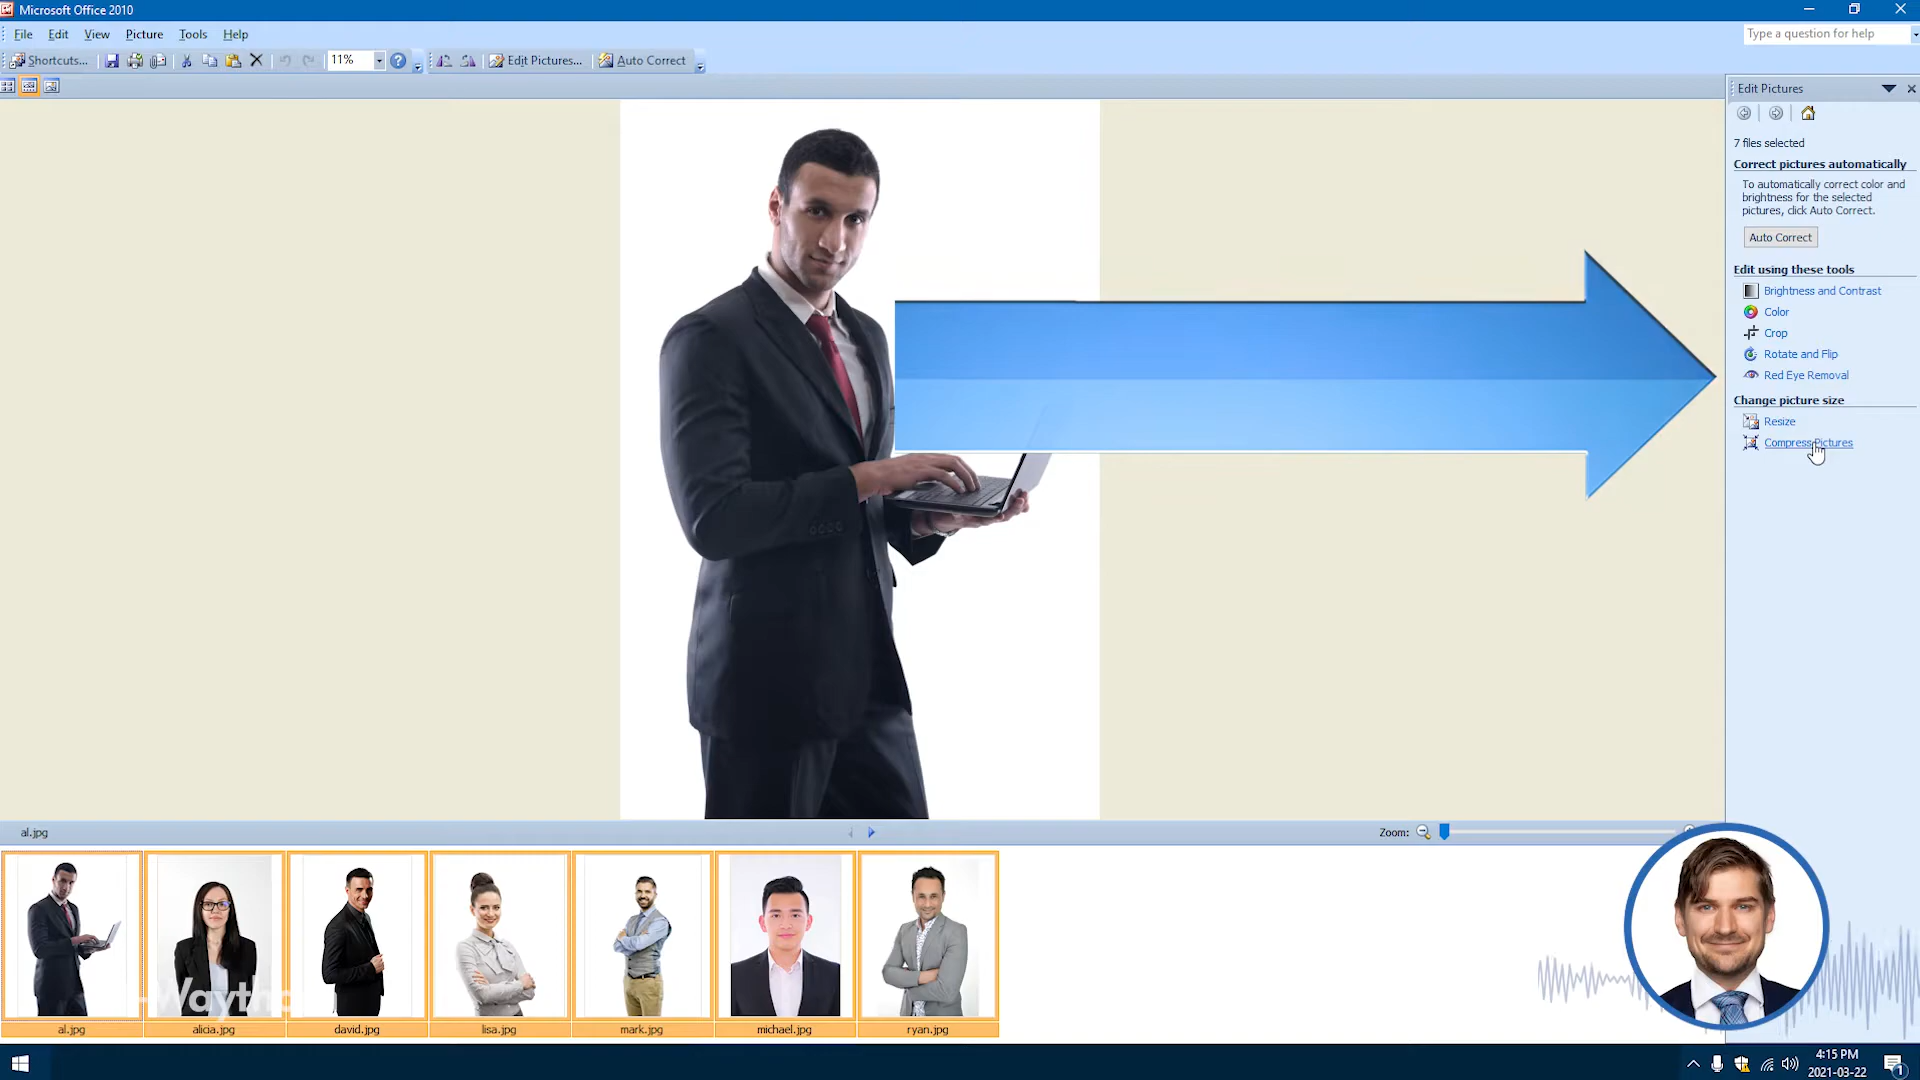 Microsoft Office 2010
File Edit View Picture Tools Help
Type a question for help
Shortcuts... 11% Edit Pictures... Auto Correct
Edit Pictures
7 files selected
Correct pictures automatically
To automatically correct color and
brightness for the selected
pictures, click Auto Correct.
Auto Correct
Edit using these tools
Brightness and Contrast
Color
Crop
Rotate and Flip
Red Eye Removal
Change picture size
Resize
Compress Pictures
al.jpg
Zoom:
al.jpg alicia.jpg david.jpg lisa.jpg mark.jpg michael.jpg ryan.jpg
4:15 PM
2021-03-22
1